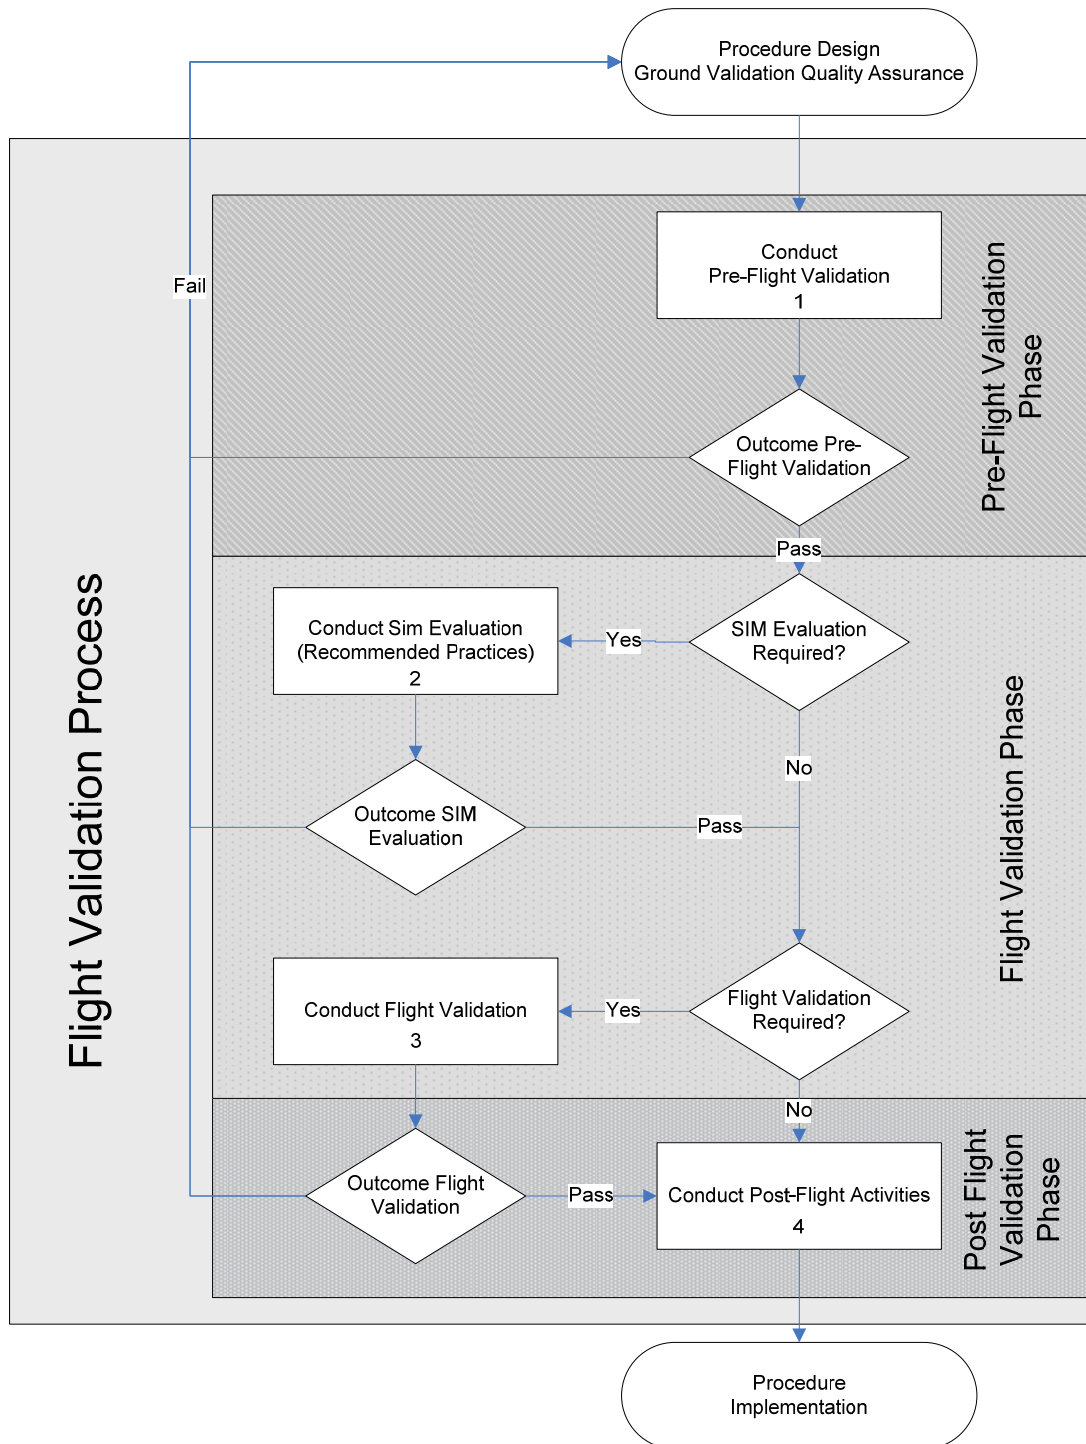 Procedure Design
Ground Validation Quality Assurance
Conduct
Pre-Flight Validation
1
Pre-Flight Validation
Phase
Fail
Outcome Pre-
Flight Validation
Pass
Flight Validation Process
Conduct Sim Evaluation
(Recommended Practices)
2
Yes
SIM Evaluation
Required?
Flight Validation Phase
No
Outcome SIM
Evaluation
Pass
Conduct Flight Validation
3
Yes
Flight Validation
Required?
No
Outcome Flight
Validation
Pass
Conduct Post-Flight Activities
4
Post Flight
Validation
Phase
Procedure
Implementation